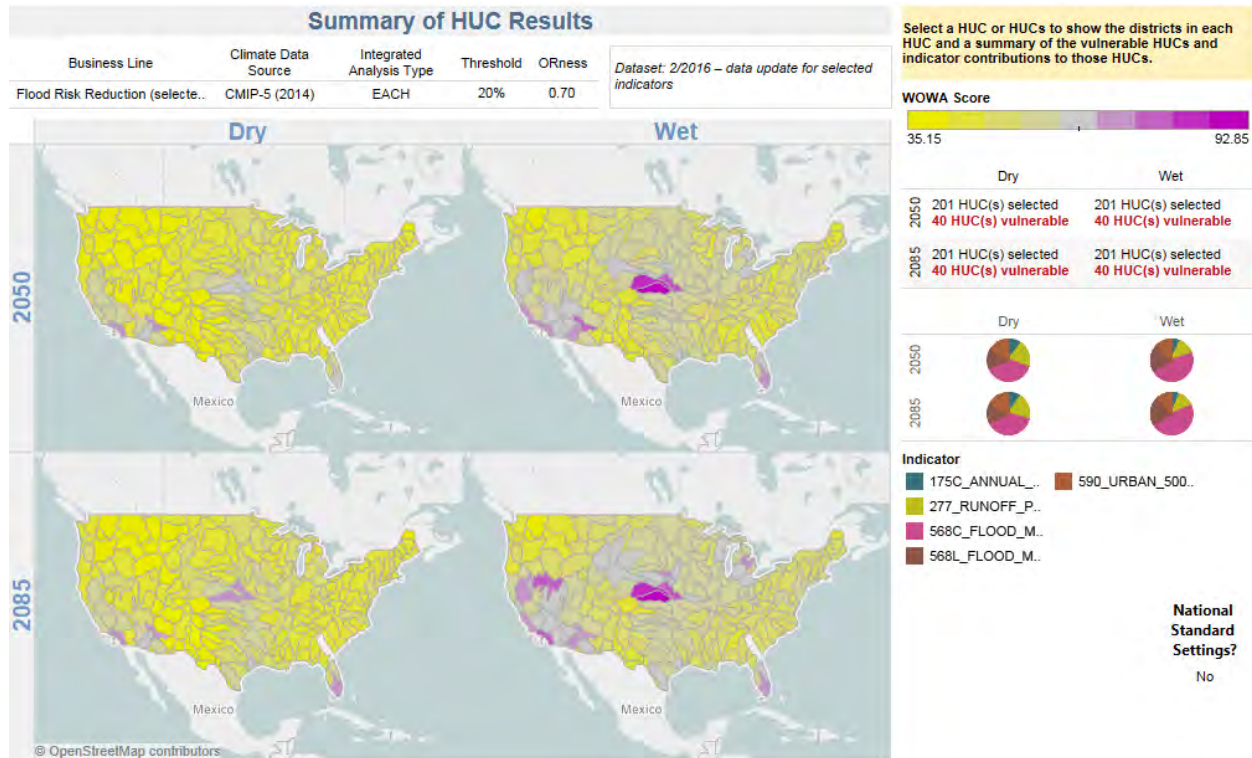 Summary of HUC Results
Business Line
Climate Data
Source
Integrated
Analysis Type
Threshold
ORness
Flood Risk Reduction (selecte..
CMIP-5 (2014)
EACH
20%
0.70
Dataset: 2/2016 – data update for selected
indicators
Dry
Wet
2050
Mexico
Mexico
2085
Mexico
Mexico
© OpenStreetMap contributors
Select a HUC or HUCs to show the districts in each
HUC and a summary of the vulnerable HUCs and
indicator contributions to those HUCs.
WOWA Score
35.15
92.85
Dry
Wet
2050
201 HUC(s) selected
40 HUC(s) vulnerable
201 HUC(s) selected
40 HUC(s) vulnerable
2085
201 HUC(s) selected
40 HUC(s) vulnerable
201 HUC(s) selected
40 HUC(s) vulnerable
Dry
Wet
2050
2085
Indicator
175C_ANNUAL_..
590_URBAN_500..
277_RUNOFF_P..
568C_FLOOD_M..
568L_FLOOD_M..
National
Standard
Settings?
No